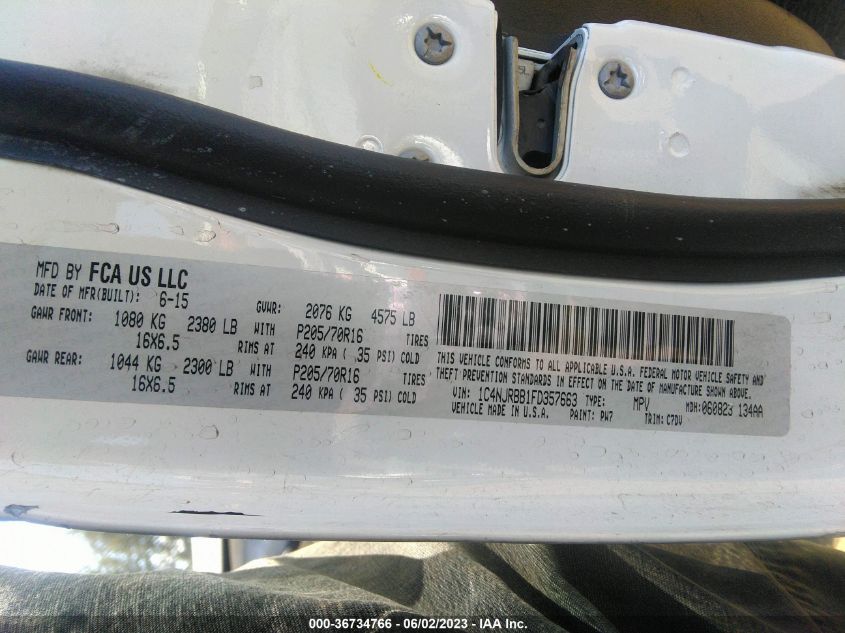 MFD BY FCA US LLC
DATE OF MFR(BUILT): 6-15
GVWR: 2076 KG 4575 LB
GAWR FRONT: 1080 KG 2380 LB WITH P205/70R16 TIRES
16X6.5 RIMS AT 240 KPA ( 35 PSI) COLD
GAWR REAR: 1044 KG 2300 LB WITH P205/70R16 TIRES
16X6.5 RIMS AT 240 KPA ( 35 PSI) COLD
THIS VEHICLE CONFORMS TO ALL APPLICABLE U.S.A. FEDERAL MOTOR VEHICLE SAFETY AND
THEFT PREVENTION STANDARDS IN EFFECT ON THE DATE OF MANUFACTURE SHOWN ABOVE.
VIN: 1C4NJRBB1FD357663 TYPE: MPV MDH:060823 134AA
VEHICLE MADE IN U.S.A. PAINT: PW7 TRIM: C7DV
000-36734766 - 06/02/2023 - IAA Inc.